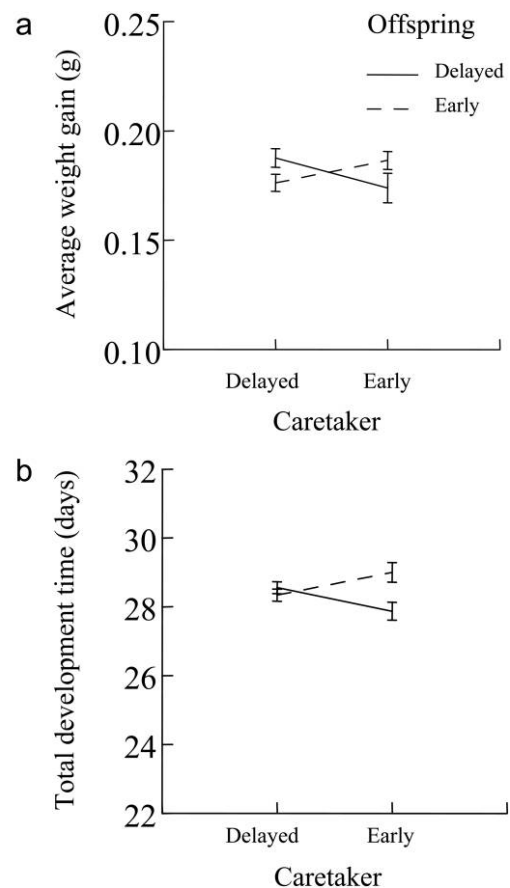 a
Offspring
Delayed
Early
Average weight gain (g)
0.25
0.20
0.15
0.10
Delayed Early
Caretaker
b
Total development time (days)
32
30
28
26
24
22
Delayed Early
Caretaker